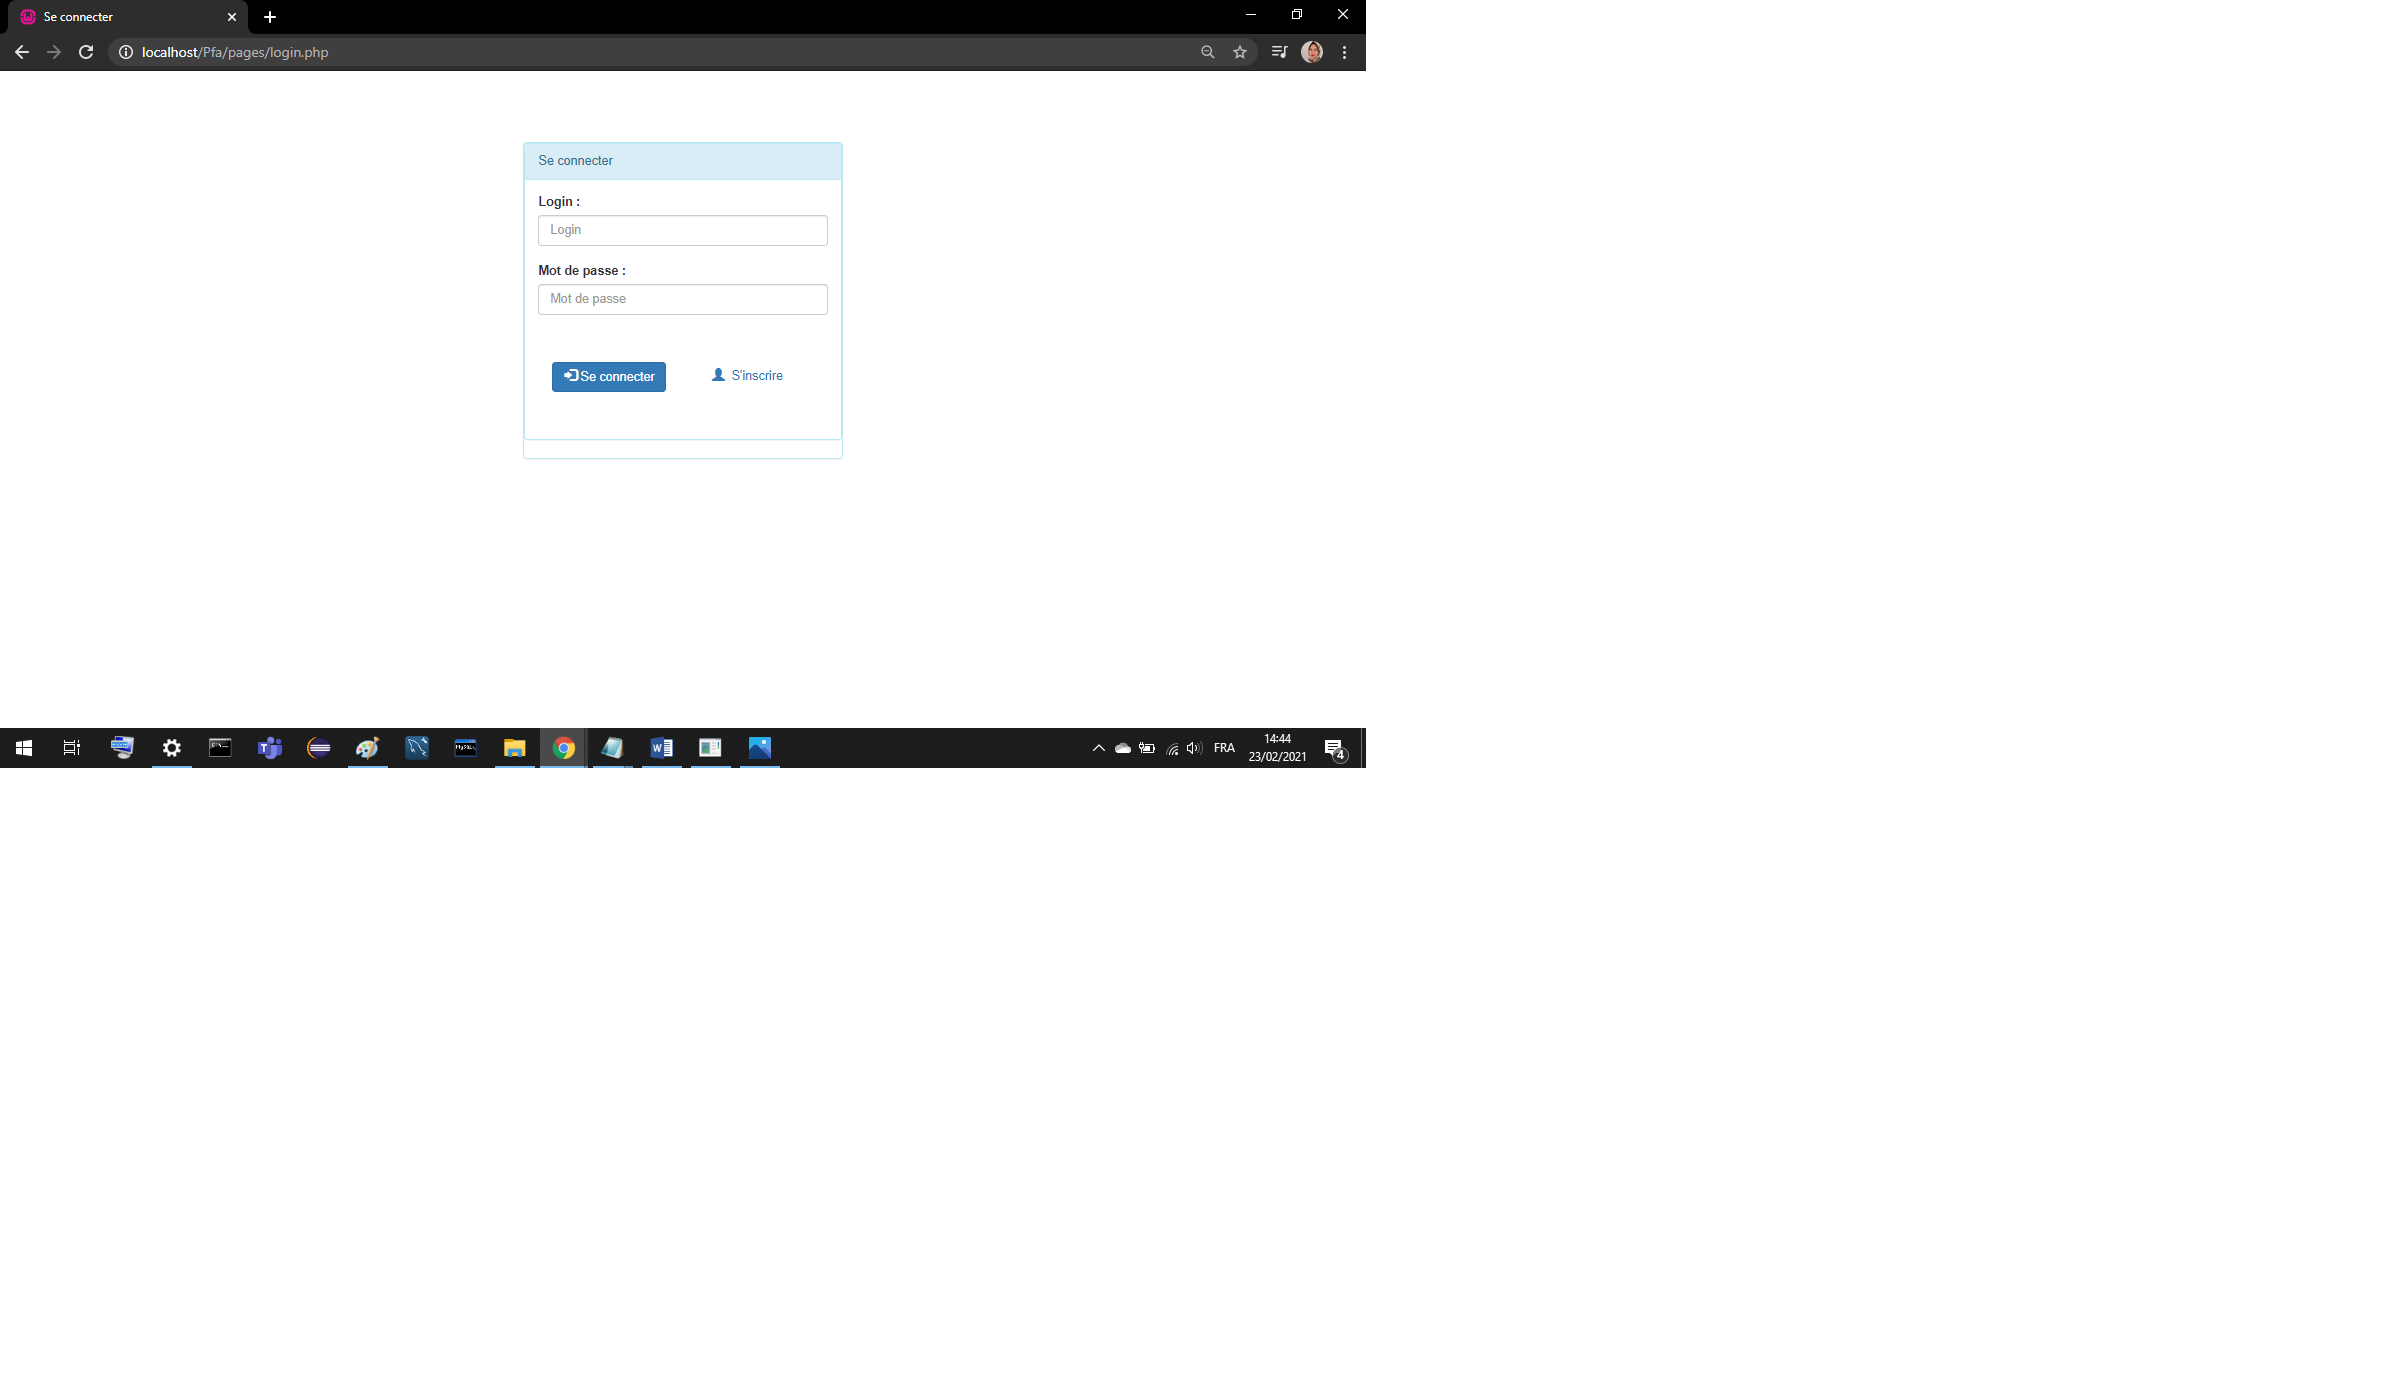 Se connecter
localhost/Pfa/pages/login.php
Se connecter
Login :
Login
Mot de passe :
Mot de passe
Se connecter
S'inscrire
FRA
14:44
23/02/2021
4